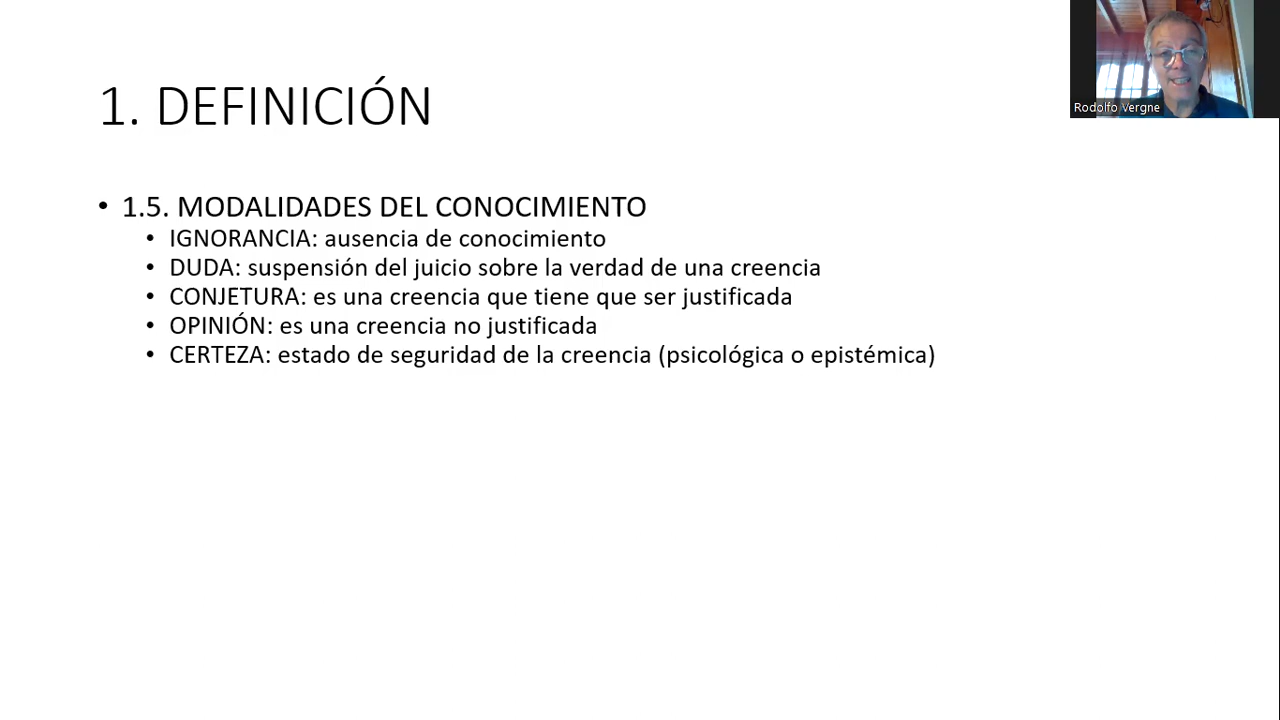 1. DEFINICIÓN
Rodolfo Vergne
• 1.5. MODALIDADES DEL CONOCIMIENTO
• IGNORANCIA: ausencia de conocimiento
• DUDA: suspensión del juicio sobre la verdad de una creencia
• CONJETURA: es una creencia que tiene que ser justificada
• OPINIÓN: es una creencia no justificada
• CERTEZA: estado de seguridad de la creencia (psicológica o epistémica)